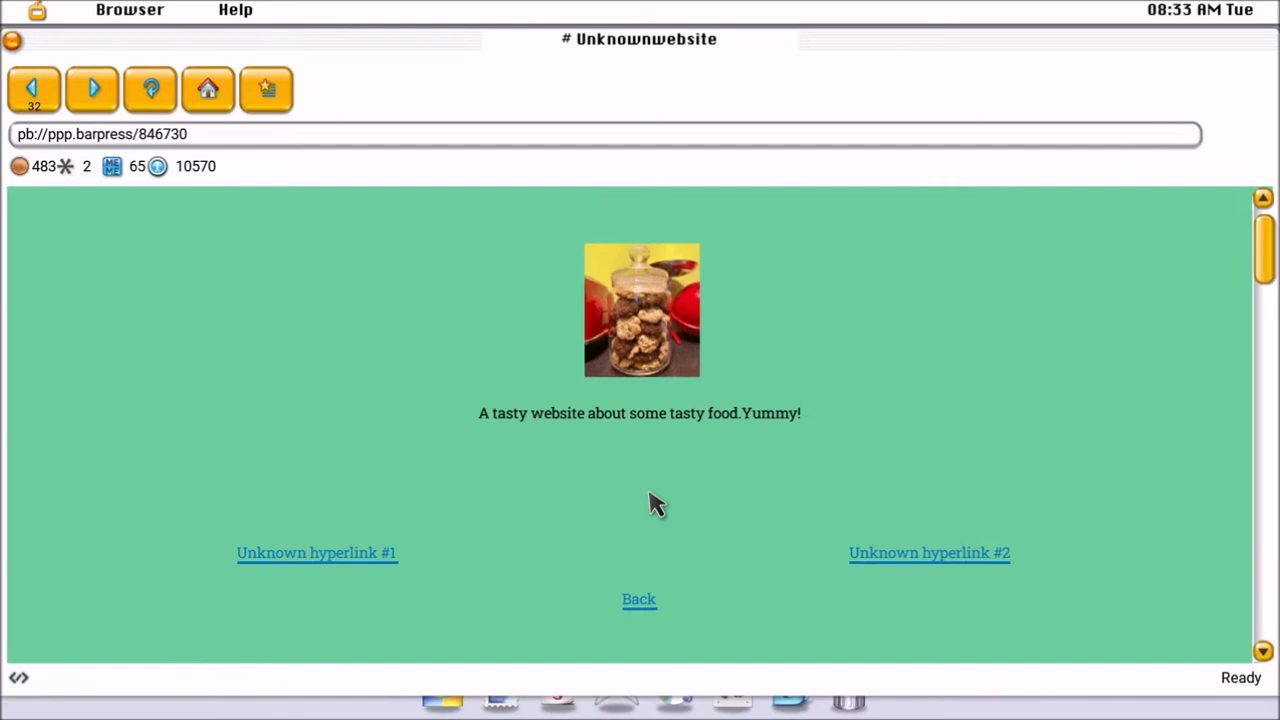 Browser Help 08:33 AM Tue
# Unknownwebsite
32
pb://ppp.barpress/846730
483 2 MEME 65 10570
A tasty website about some tasty food.Yummy!
Unknown hyperlink #1 Unknown hyperlink #2
Back
Ready